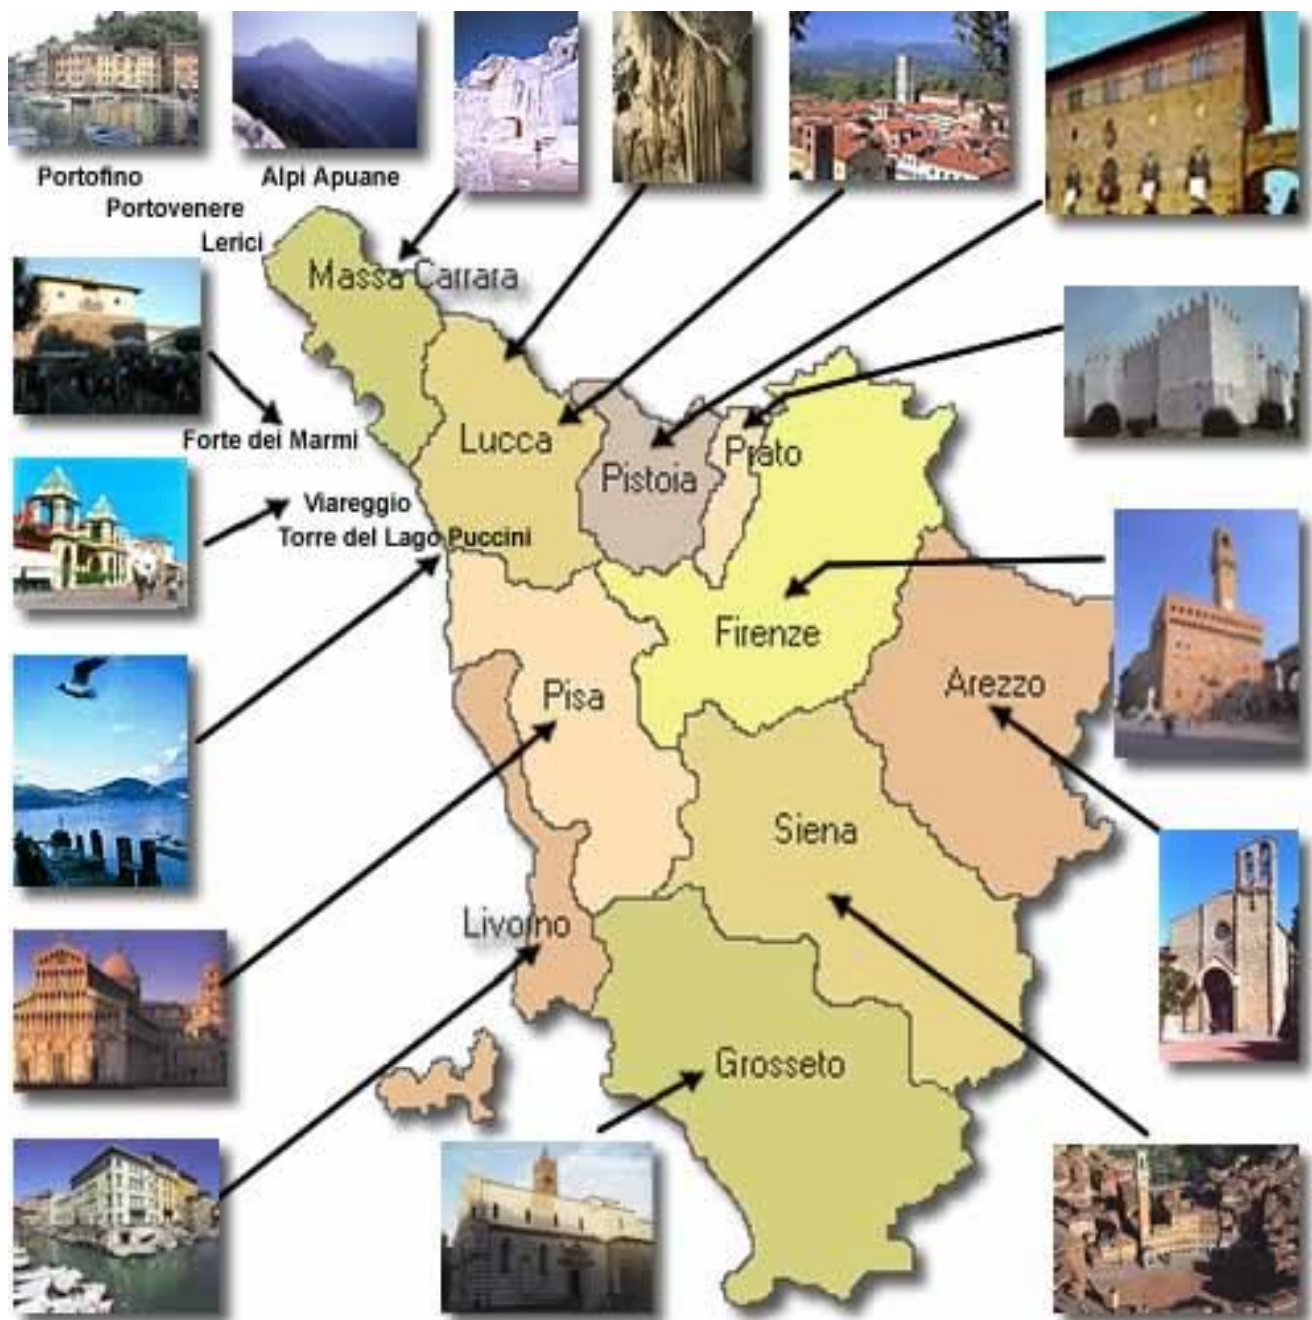 Portofino
Alpi Apuane
Portovenere
Lerici
Massa Carrara
Forte dei Marmi
Lucca
Prato
Pistoia
Viareggio
Torre del Lago Puccini
Firenze
Arezzo
Pisa
Siena
Livorno
Grosseto